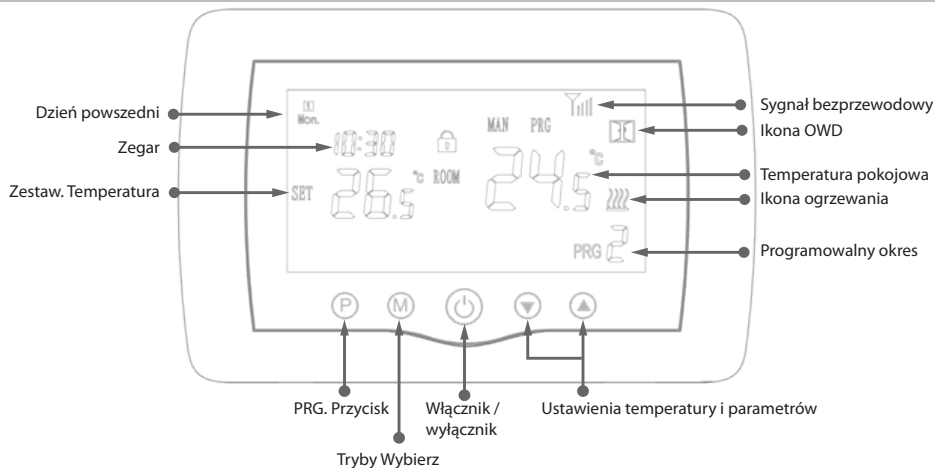 Dzień powszedni
Zegar
Zestaw. Temperatura
1
Mon.
10:30
MAN PRG
SET 26.5 °C ROOM 24.5 °C
PRG 2
Sygnał bezprzewodowy
Ikona OWD
Temperatura pokojowa
Ikona ogrzewania
Programowalny okres
P M
PRG. Przycisk
Włącznik /
wyłącznik
Ustawienia temperatury i parametrów
Tryby Wybierz